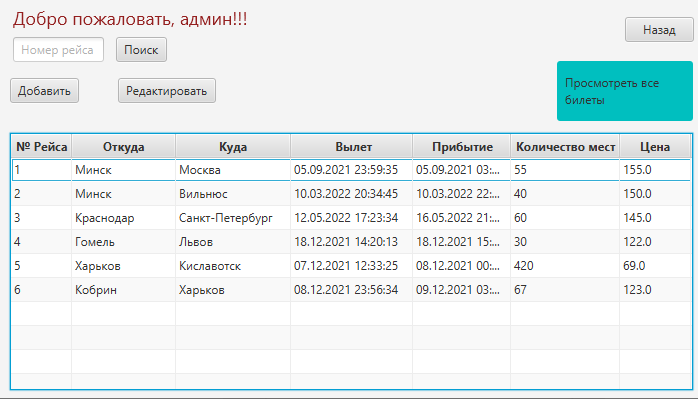 Добро пожаловать, админ!!!
Назад
Номер рейса Поиск
Просмотреть все
билеты
Добавить Редактировать
№ Рейса Откуда Куда Вылет Прибытие Количество мест Цена
1 Минск Москва 05.09.2021 23:59:35 05.09.2021 03:... 55 155.0
2 Минск Вильнюс 10.03.2022 20:34:45 10.03.2022 22:... 40 150.0
3 Краснодар Санкт-Петербург 12.05.2022 17:23:34 16.05.2022 21:... 60 145.0
4 Гомель Львов 18.12.2021 14:20:13 18.12.2021 15:... 30 122.0
5 Харьков Киславотск 07.12.2021 12:33:25 08.12.2021 00:... 420 69.0
6 Кобрин Харьков 08.12.2021 23:56:34 09.12.2021 03:... 67 123.0